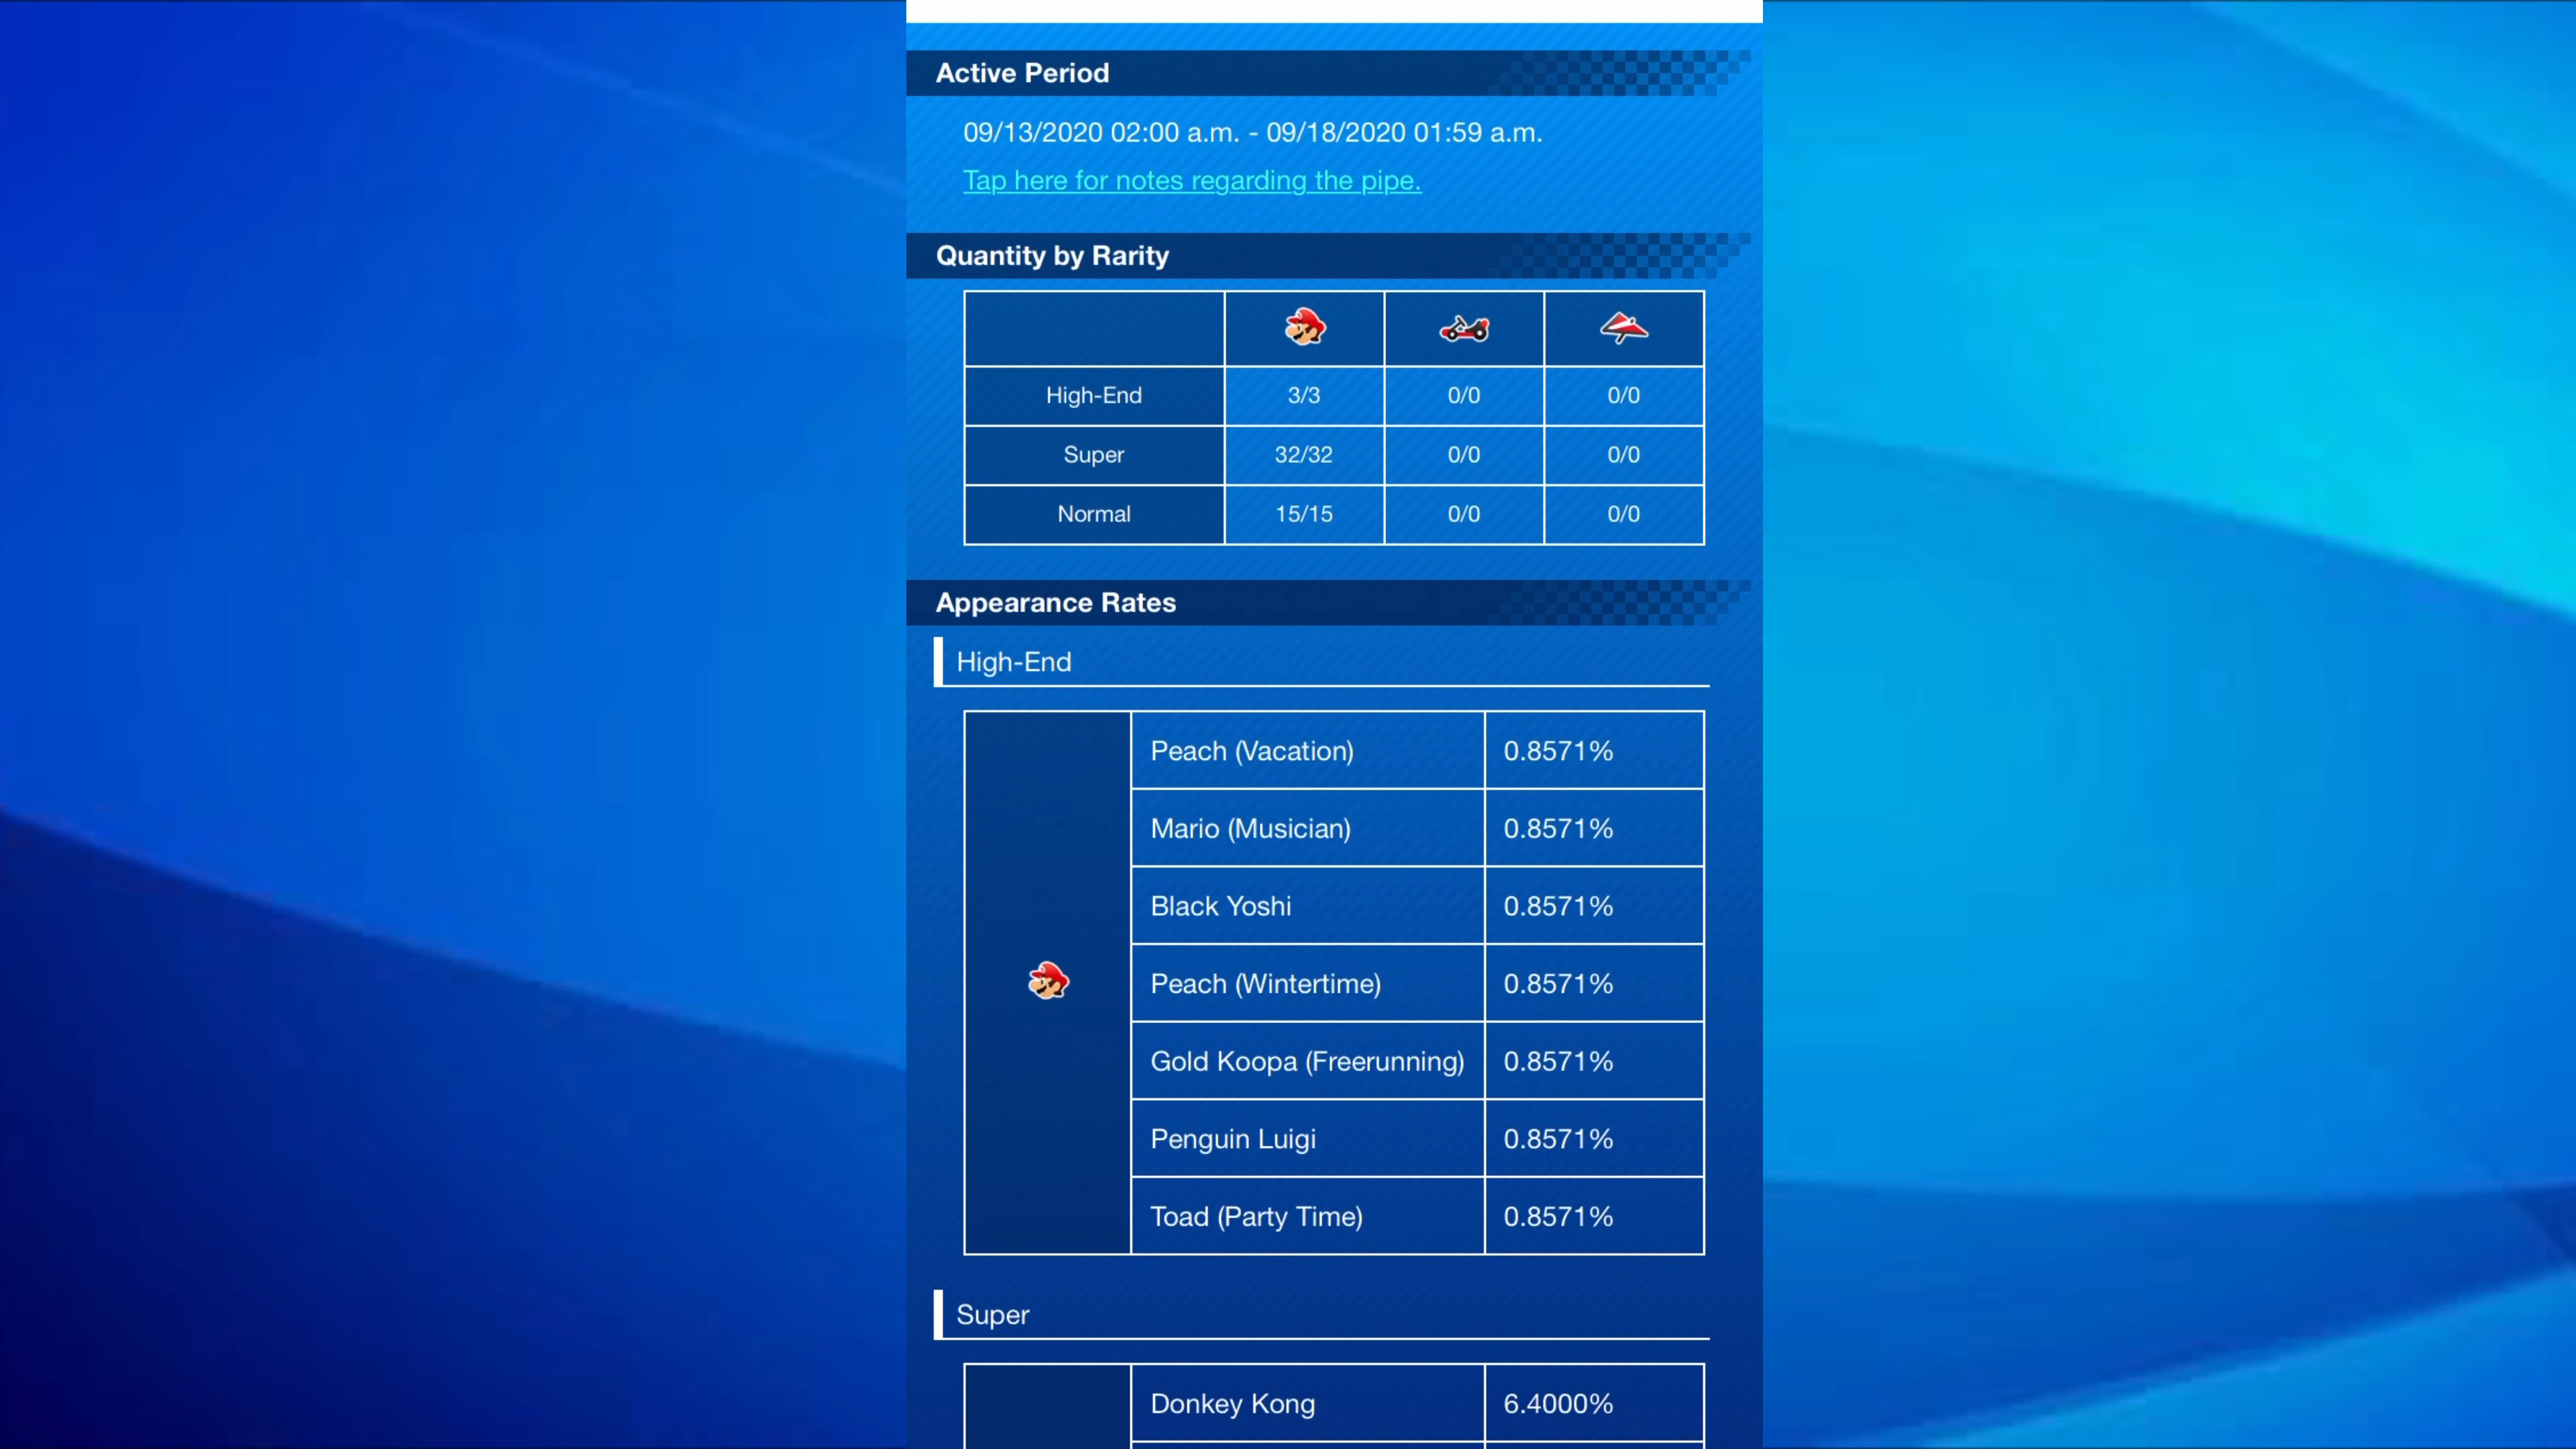 Active Period
09/13/2020 02:00 a.m. - 09/18/2020 01:59 a.m.
Tap here for notes regarding the pipe.
Quantity by Rarity
High-End 3/3 0/0 0/0
Super 32/32 0/0 0/0
Normal 15/15 0/0 0/0
Appearance Rates
High-End
Peach (Vacation) 0.8571%
Mario (Musician) 0.8571%
Black Yoshi 0.8571%
Peach (Wintertime) 0.8571%
Gold Koopa (Freerunning) 0.8571%
Penguin Luigi 0.8571%
Toad (Party Time) 0.8571%
Super
Donkey Kong 6.4000%